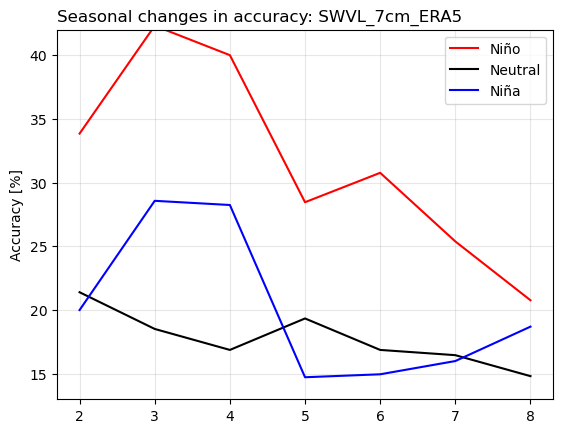 Seasonal changes in accuracy: SWVL_7cm_ERA5
Accuracy [%]
40
35
30
25
20
15
2 3 4 5 6 7 8
Niño
Neutral
Niña